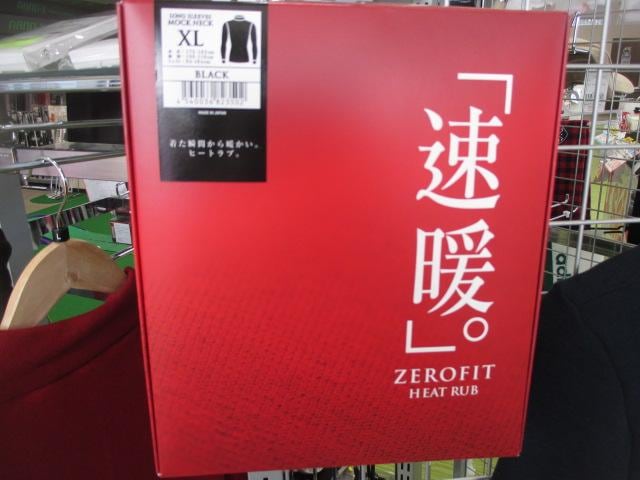 LONG SLEEVES
MOCK NECK
XL
BLACK
MADE IN JAPAN
着た瞬間から暖かい。
ヒートラブ。
「速暖」。
ZEROFIT
HEAT RUB